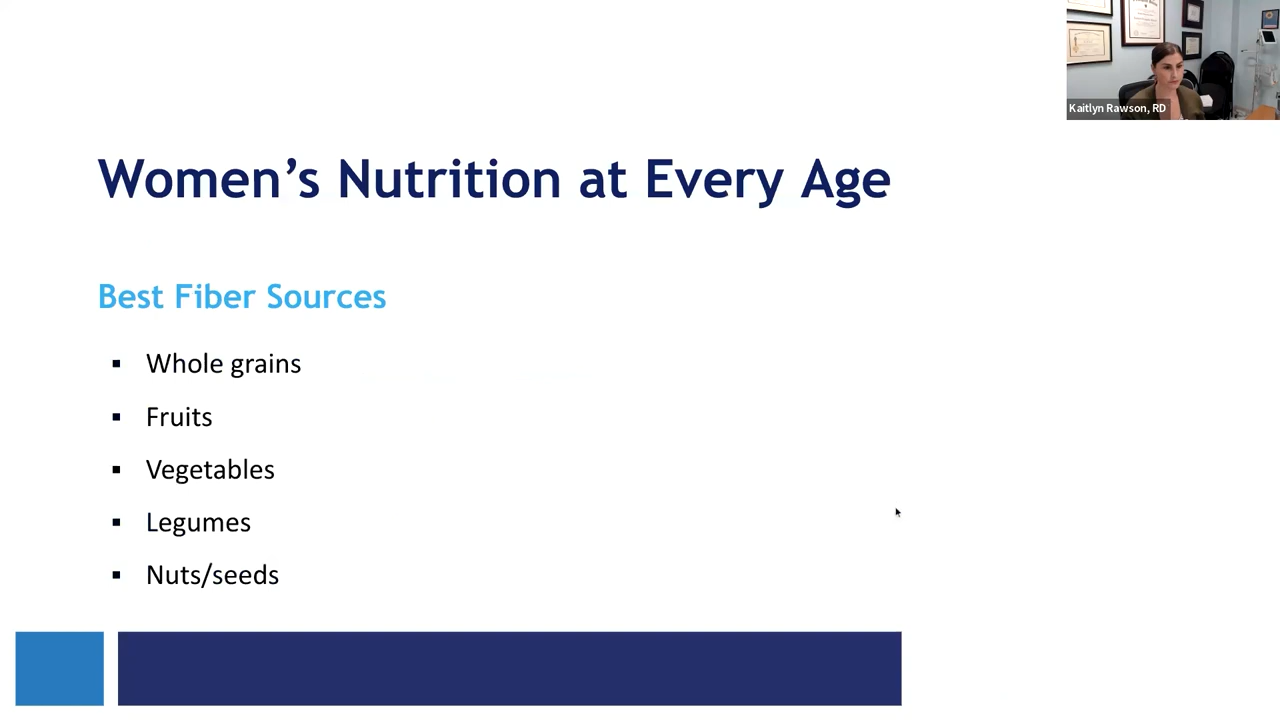 Kaitlyn Rawson, RD
Women’s Nutrition at Every Age
Best Fiber Sources
▪ Whole grains
▪ Fruits
▪ Vegetables
▪ Legumes
▪ Nuts/seeds